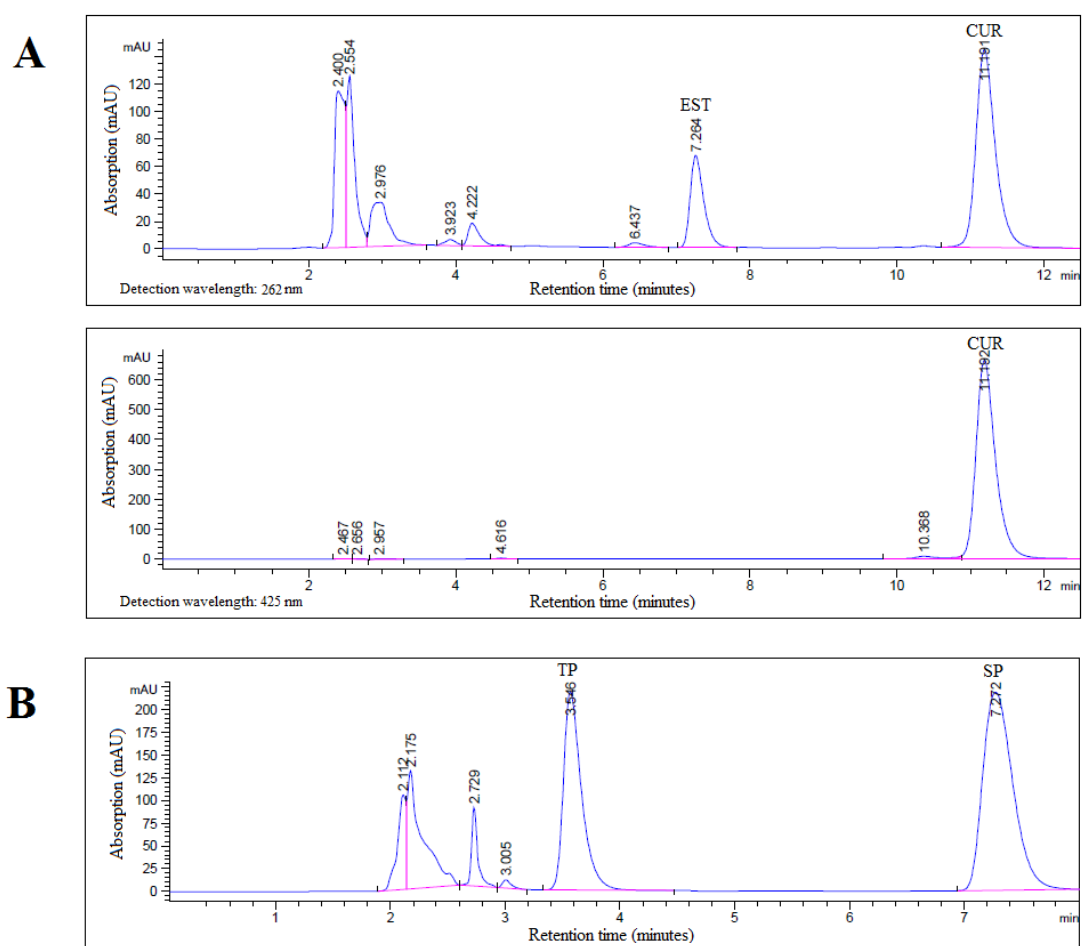 A
mAU
120
100
80
60
40
20
0
Absorption (mAU)
2.400
2.554
2.976
3.923
4.222
6.437
EST
7.264
CUR
11.191
2 4 6 8 10 12 min
Detection wavelength: 262 nm
Retention time (minutes)
mAU
600
500
400
300
200
100
0
Absorption (mAU)
2.467
2.656
2.957
4.616
10.368
CUR
11.192
2 4 6 8 10 12 min
Detection wavelength: 425 nm
Retention time (minutes)
B
mAU
200
175
150
125
100
75
50
25
0
Absorption (mAU)
2.112
2.175
2.729
3.005
TP
3.546
SP
7.272
1 2 3 4 5 6 7 min
Retention time (minutes)